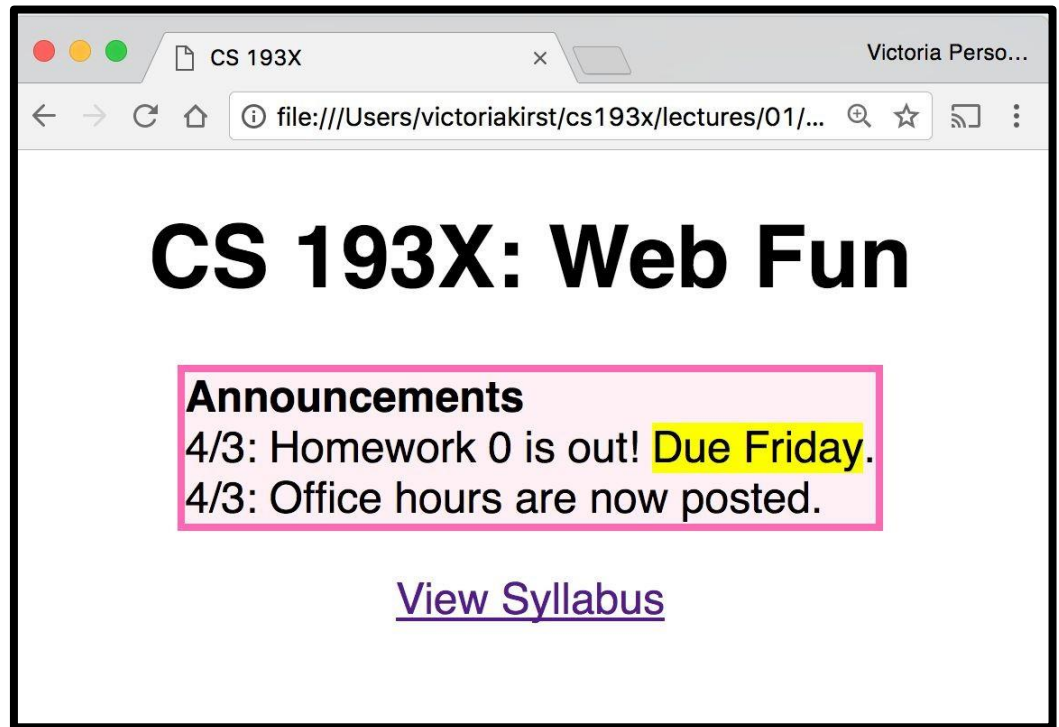 CS 193X
Victoria Perso...
file:///Users/victoriakirst/cs193x/lectures/01/...
CS 193X: Web Fun
Announcements
4/3: Homework 0 is out! Due Friday.
4/3: Office hours are now posted.
View Syllabus